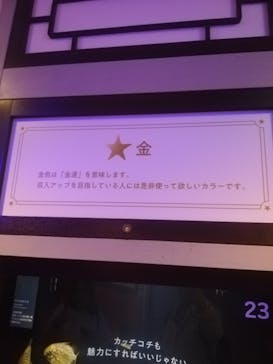 ★金
金色は「金運」を意味します。
収入アップを目指している人には是非使って欲しいカラーです。
23
カッチコチも
魅力にすればいいじゃない